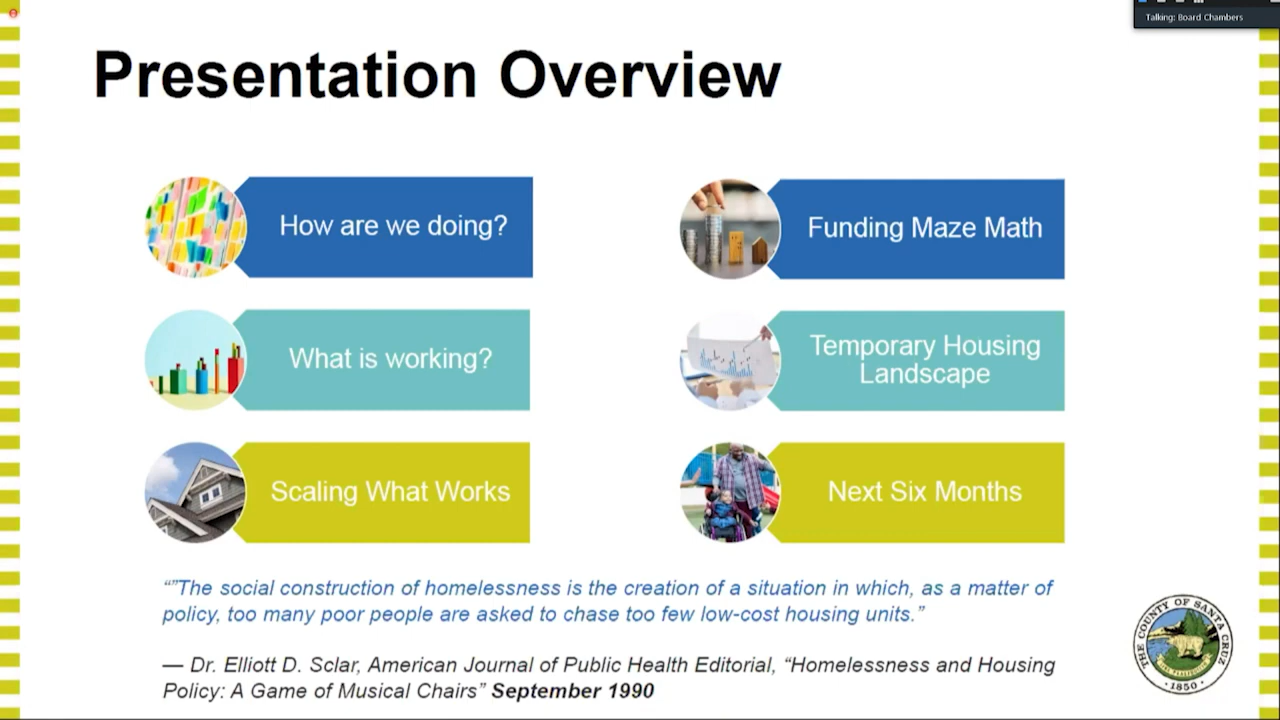 Talking: Board Chambers
Presentation Overview
How are we doing?
Funding Maze Math
What is working?
Temporary Housing
Landscape
Scaling What Works
Next Six Months
“”The social construction of homelessness is the creation of a situation in which, as a matter of
policy, too many poor people are asked to chase too few low-cost housing units.”
— Dr. Elliott D. Sclar, American Journal of Public Health Editorial, “Homelessness and Housing
Policy: A Game of Musical Chairs” September 1990
THE COUNTY OF SANTA CRUZ
1850